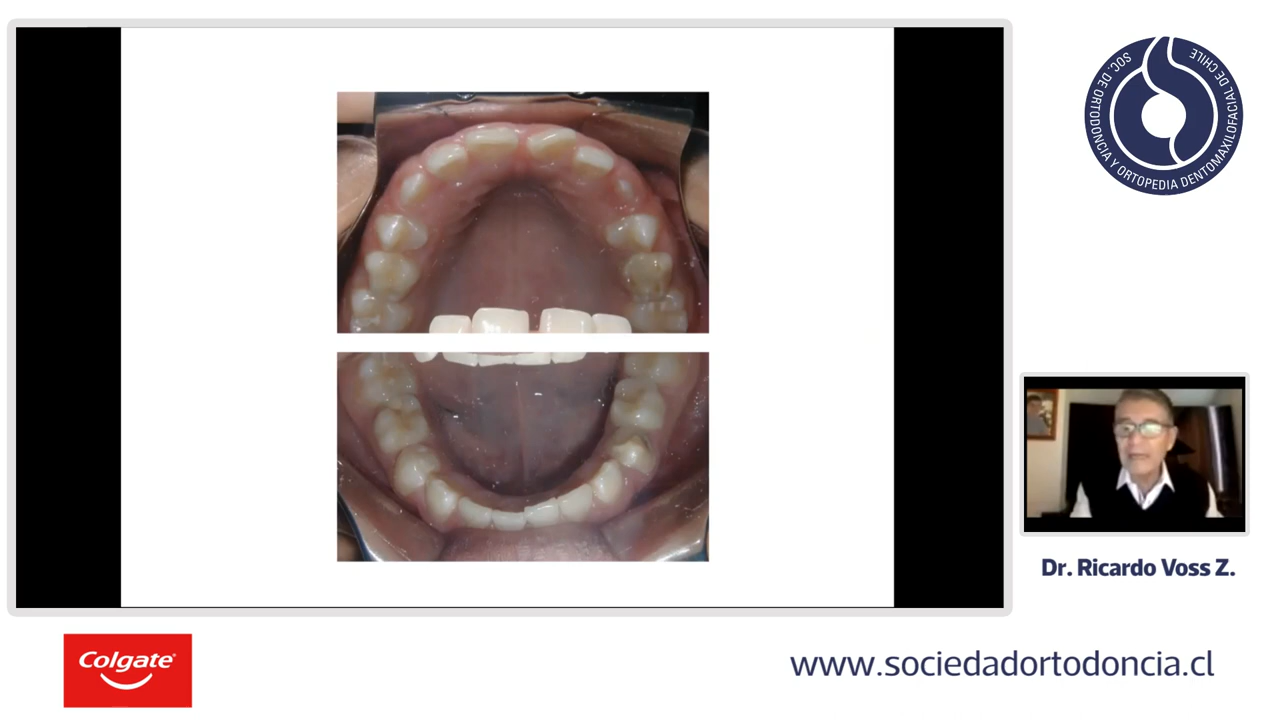 SOC. DE ORTODONCIA Y ORTOPEDIA DENTOMAXILOFACIAL DE CHILE
Dr. Ricardo Voss Z.
Colgate®
www.sociedadortodoncia.cl